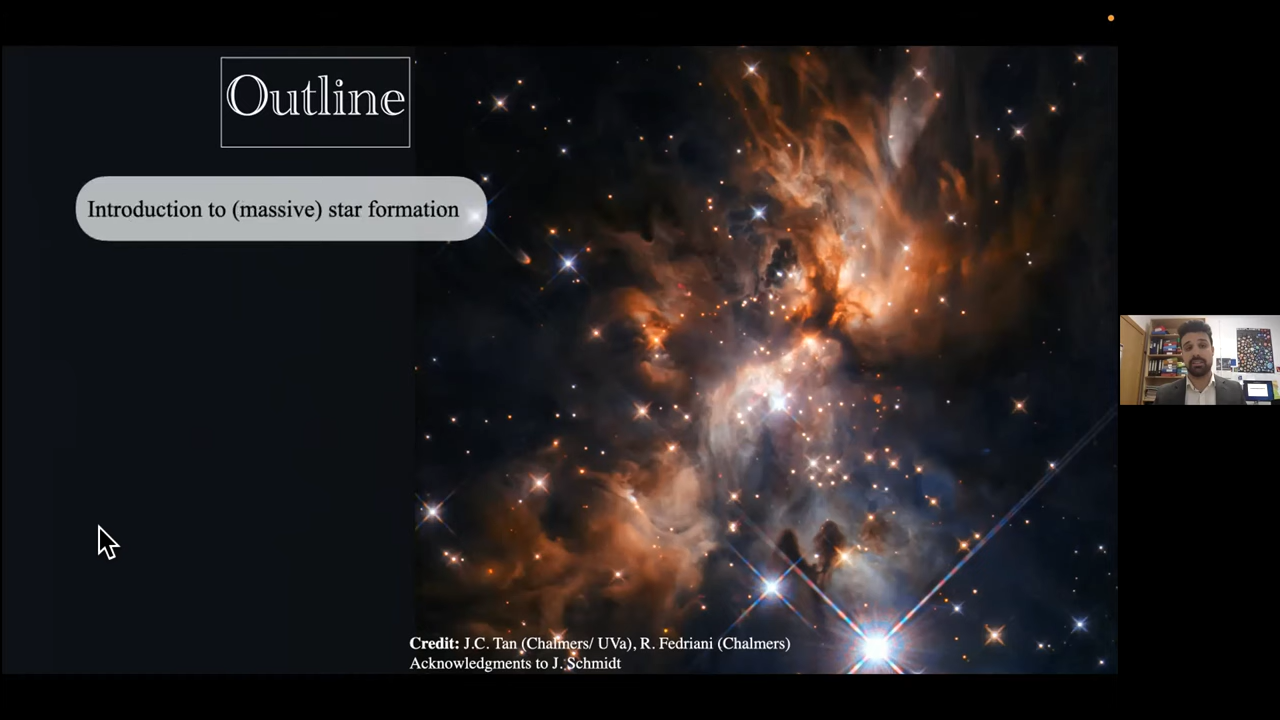 Outline
Introduction to (massive) star formation
Credit: J.C. Tan (Chalmers/ UVa), R. Fedriani (Chalmers)
Acknowledgments to J. Schmidt